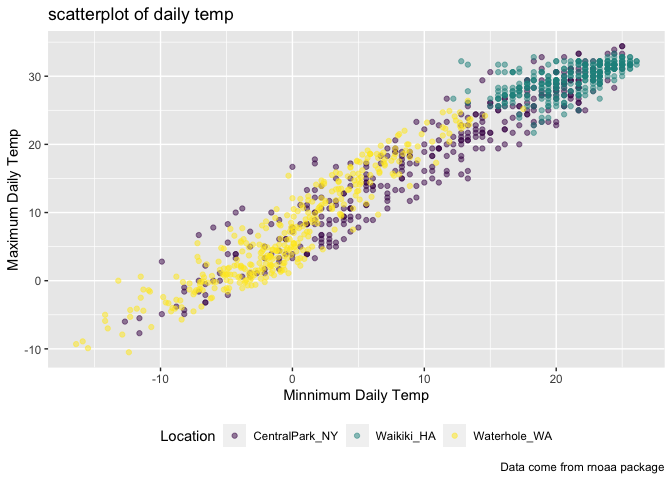 scatterplot of daily temp
Maximum Daily Temp
30
20
10
0
-10
-10 0 10 20
Minnimum Daily Temp
Location CentralPark_NY Waikiki_HA Waterhole_WA
Data come from rnoaa package